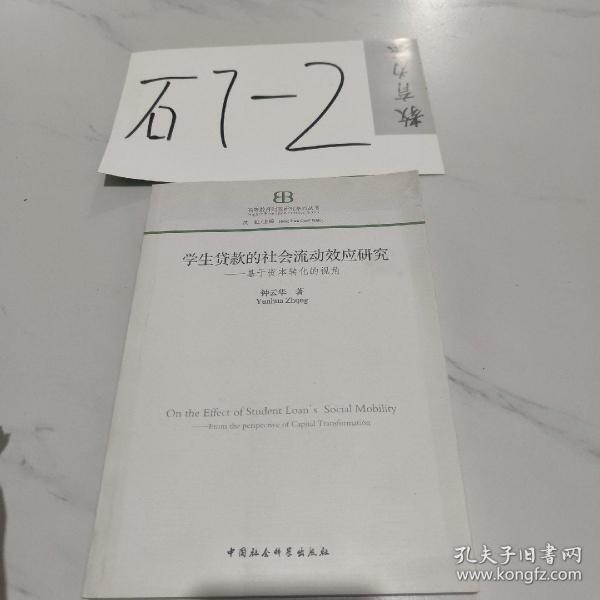 石7-2
教育力
学生贷款的社会流动效应研究
——基于资本转化的视角
钟云华 著
Yunhua Zhong
On the Effect of Student Loan's Social Mobility
——From the perspective of Capital Transformation
中国社会科学出版社
孔夫子旧书网
www.kongfz.com